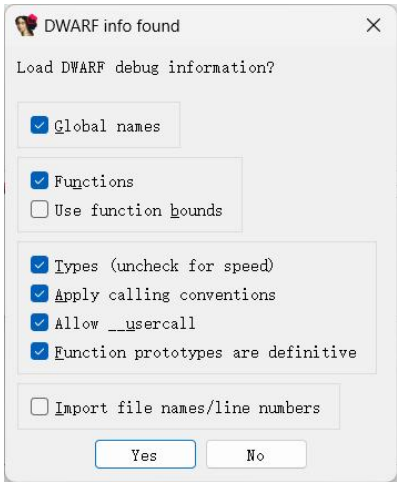 DWARF info found
Load DWARF debug information?
Global names
Functions
Use function bounds
Types (uncheck for speed)
Apply calling conventions
Allow __usercall
Function prototypes are definitive
Import file names/line numbers
Yes No